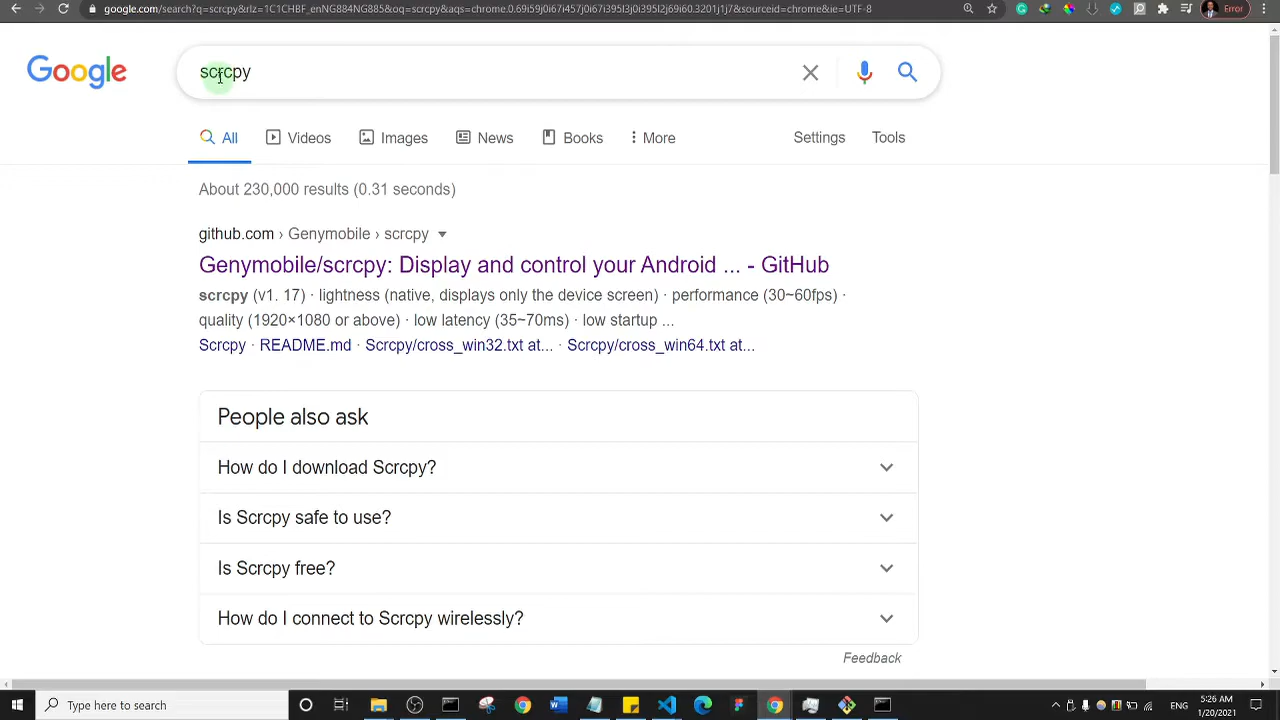 google.com/search?q=scrcpy&rlz=1C1CHBF_enNG884NG885&oq=scrcpy&aqs=chrome.0.69i59j0i67i457j0i67i395l3j0i395l2j69i60.3201j1j7&sourceid=chrome&ie=UTF-8
Error
Google
scrcpy
All
Videos
Images
News
Books
More
Settings
Tools
About 230,000 results (0.31 seconds)
github.com › Genymobile › scrcpy
Genymobile/scrcpy: Display and control your Android ... - GitHub
scrcpy (v1. 17) · lightness (native, displays only the device screen) · performance (30~60fps) ·
quality (1920×1080 or above) · low latency (35~70ms) · low startup ...
Scrcpy · README.md · Scrcpy/cross_win32.txt at... · Scrcpy/cross_win64.txt at...
People also ask
How do I download Scrcpy?
Is Scrcpy safe to use?
Is Scrcpy free?
How do I connect to Scrcpy wirelessly?
Feedback
Type here to search
ENG
5:26 AM
1/20/2021